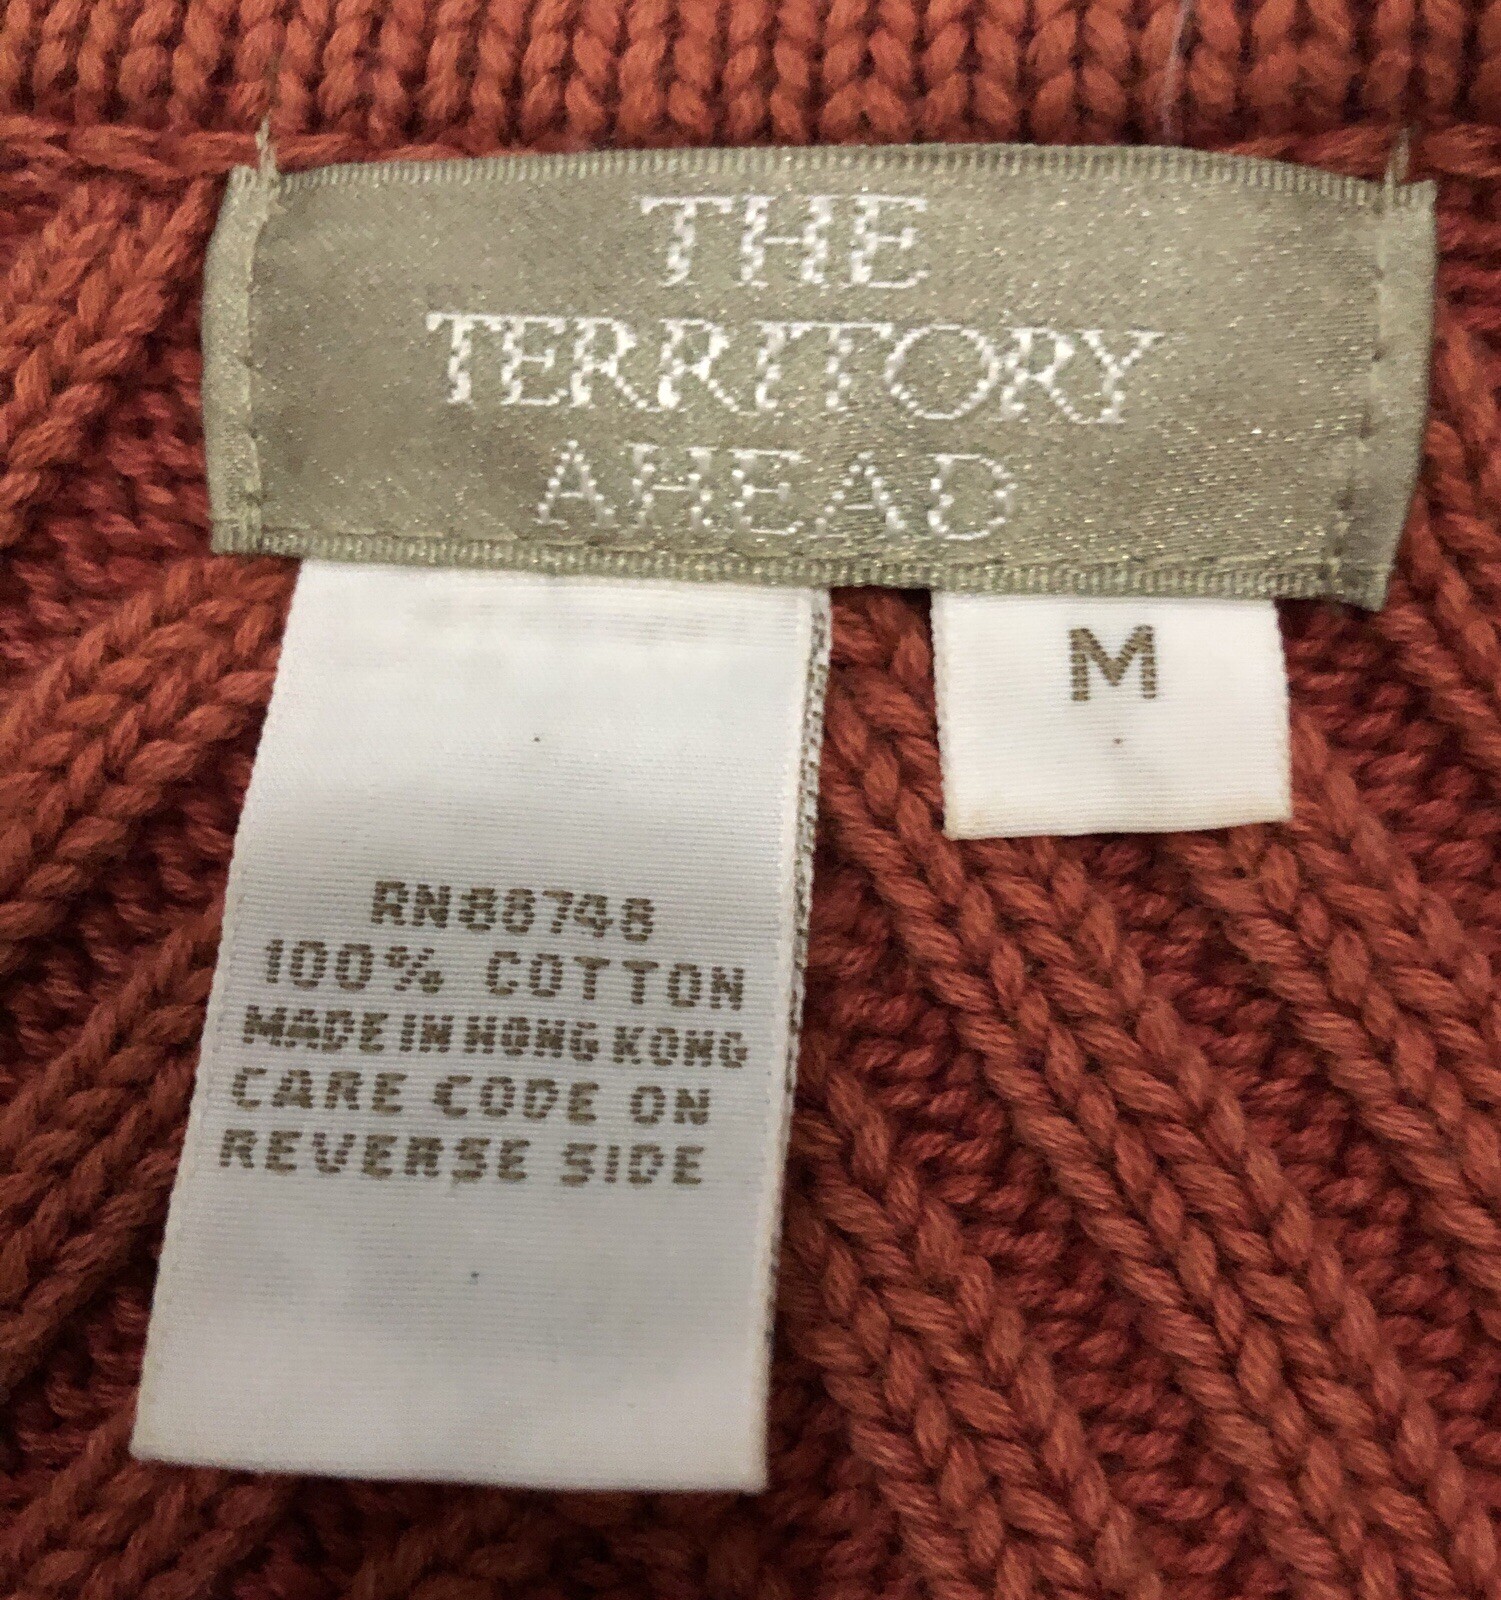 THE
TERRITORY
AHEAD
M
RN88748
100% COTTON
MADE IN HONG KONG
CARE CODE ON
REVERSE SIDE